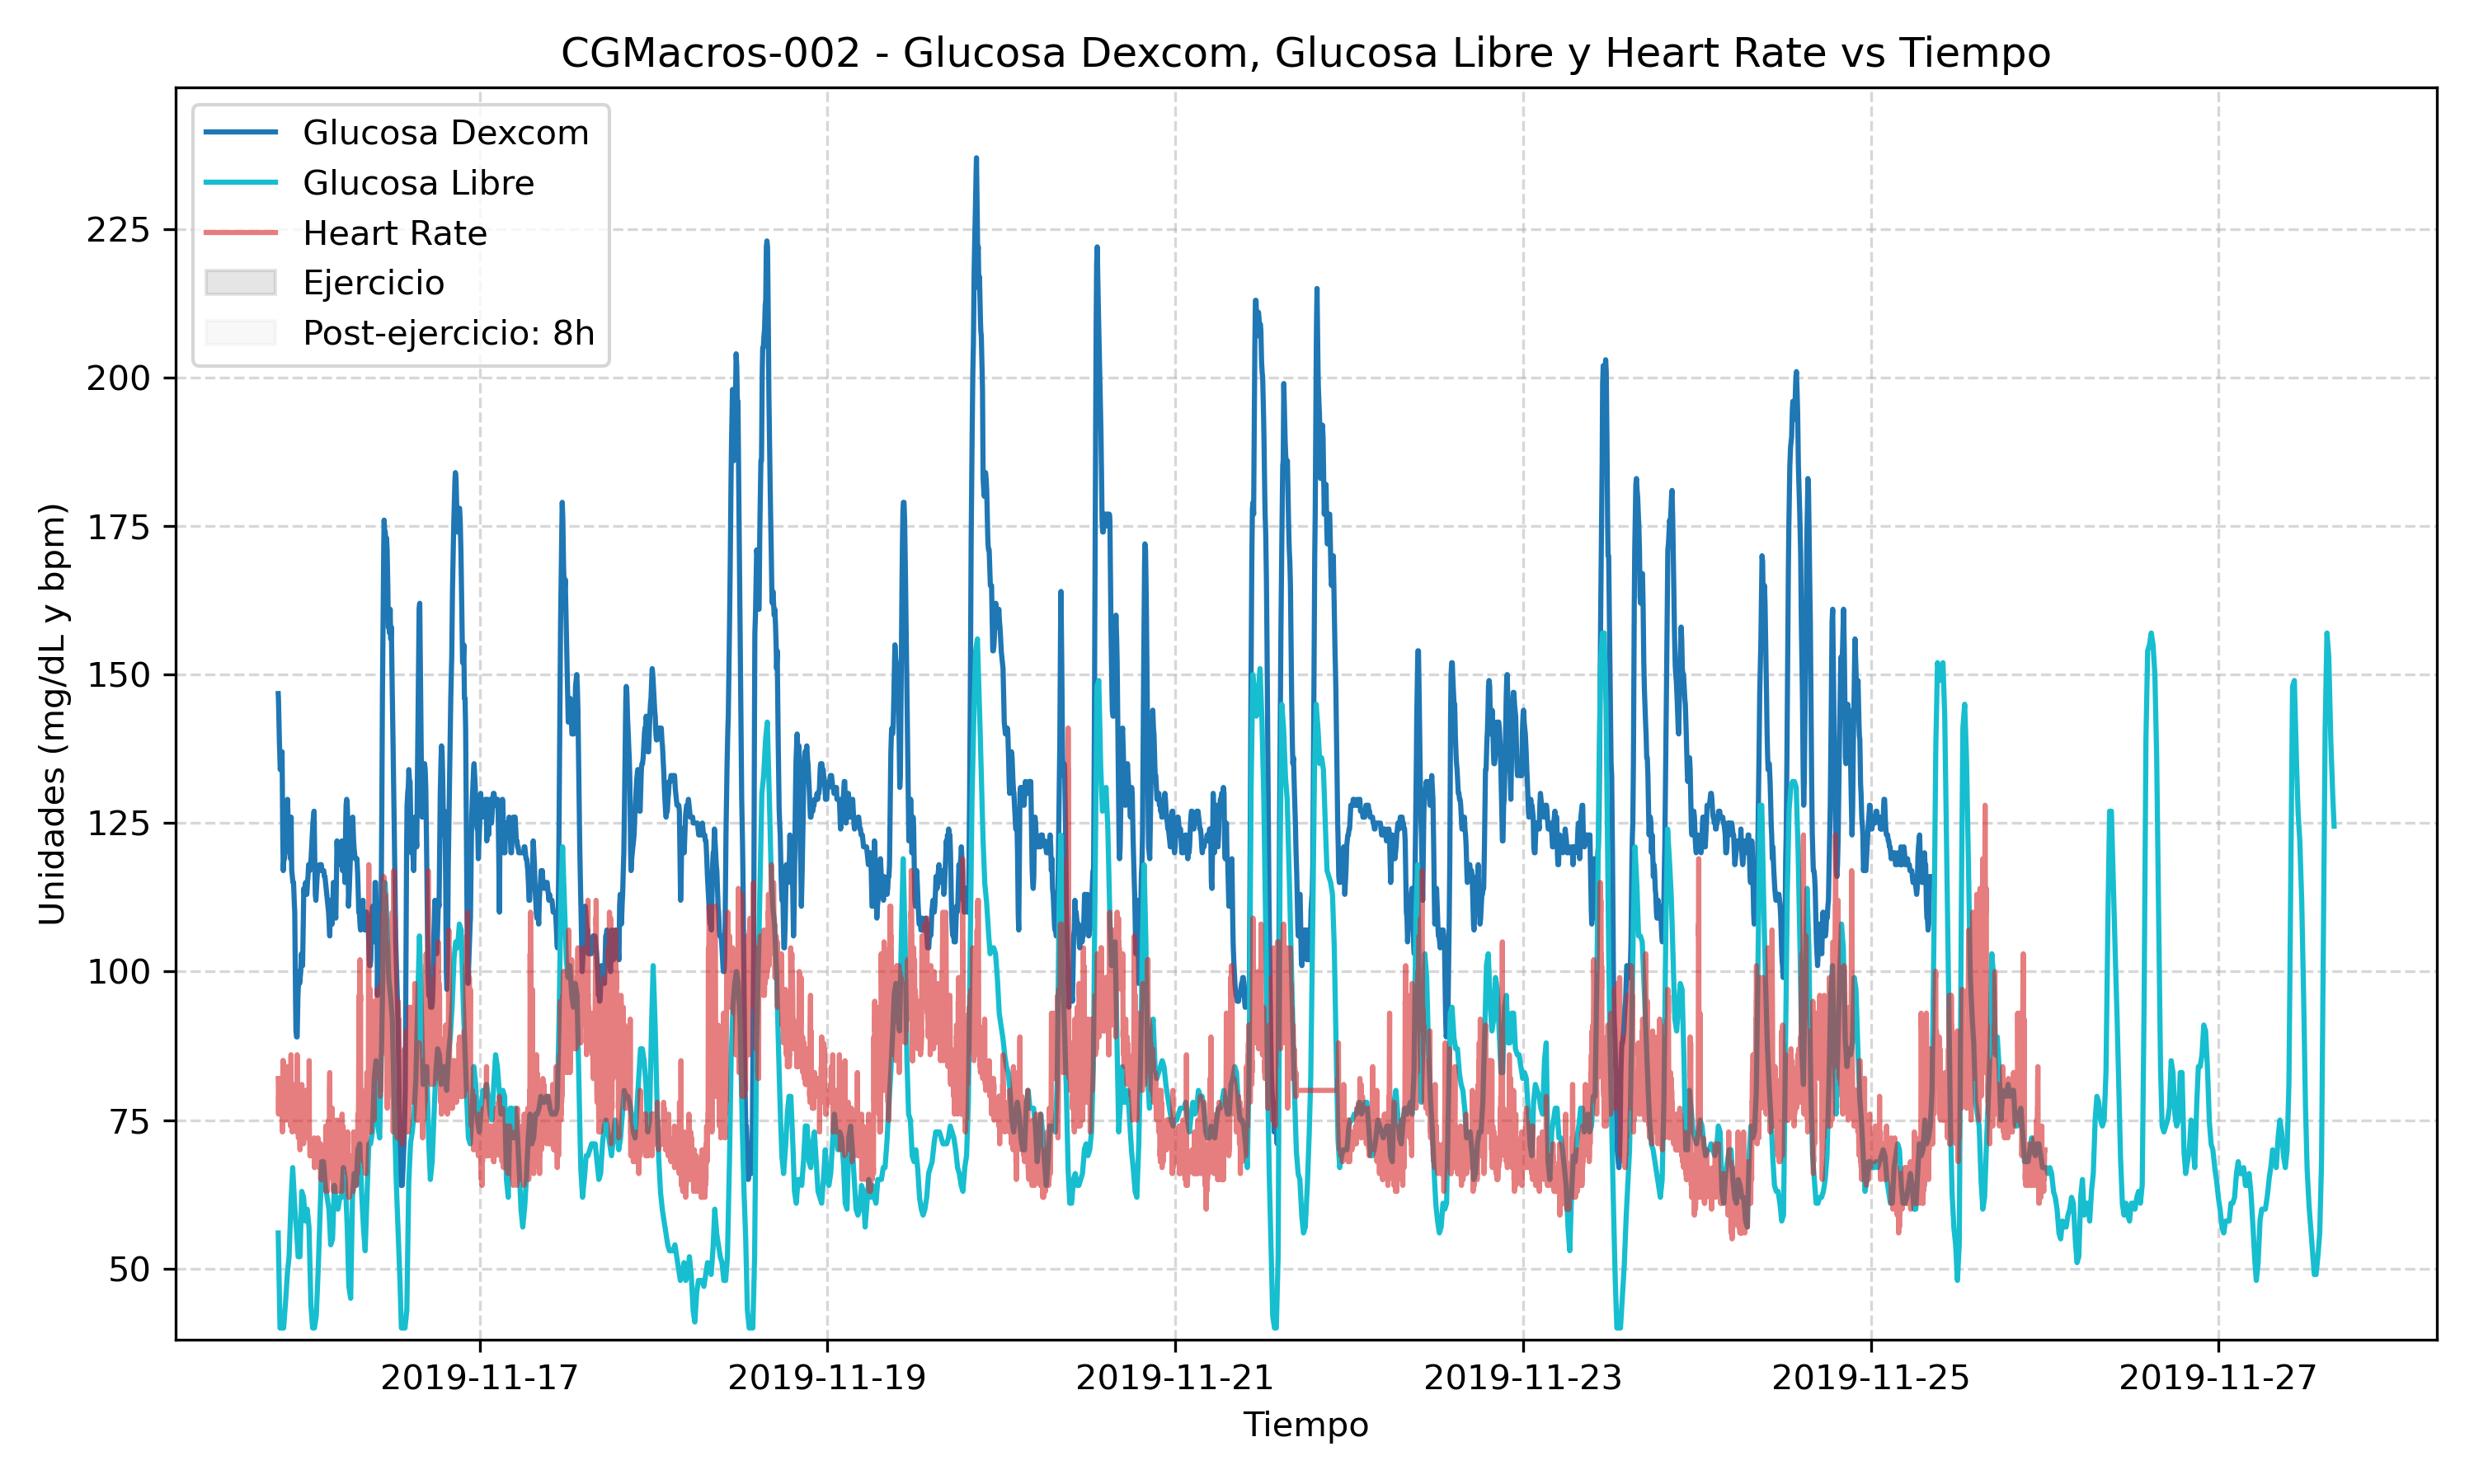 CGMacros-002 - Glucosa Dexcom, Glucosa Libre y Heart Rate vs Tiempo
Glucosa Dexcom
Glucosa Libre
Heart Rate
Ejercicio
Post-ejercicio: 8h
Unidades (mg/dL y bpm)
225
200
175
150
125
100
75
50
2019-11-17
2019-11-19
2019-11-21
2019-11-23
2019-11-25
2019-11-27
Tiempo